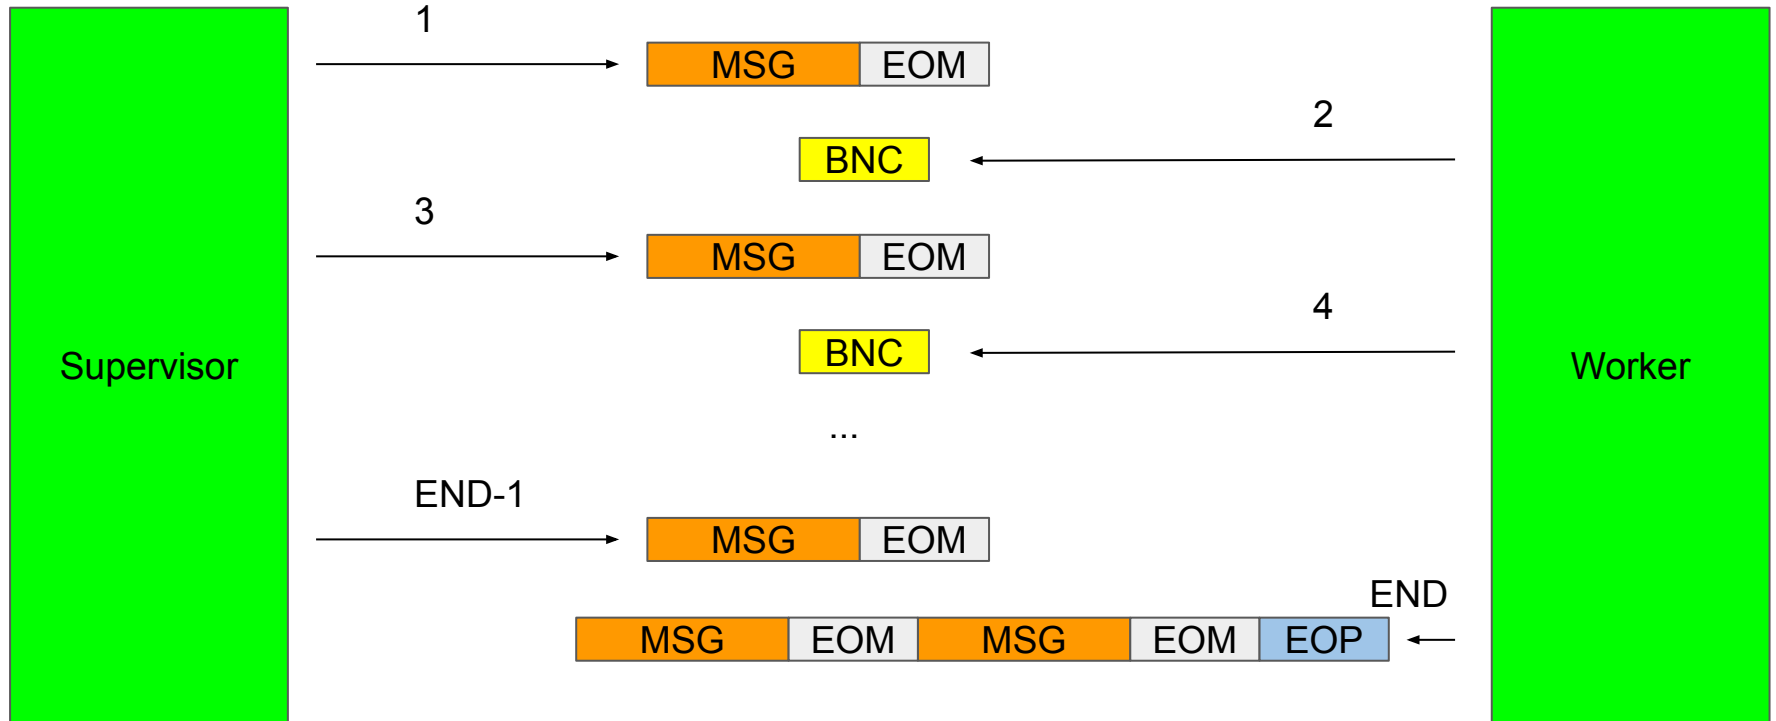 1
MSG EOM
2
BNC
3
MSG EOM
4
BNC
Supervisor
Worker
...
END-1
MSG EOM
END
MSG EOM MSG EOM EOP